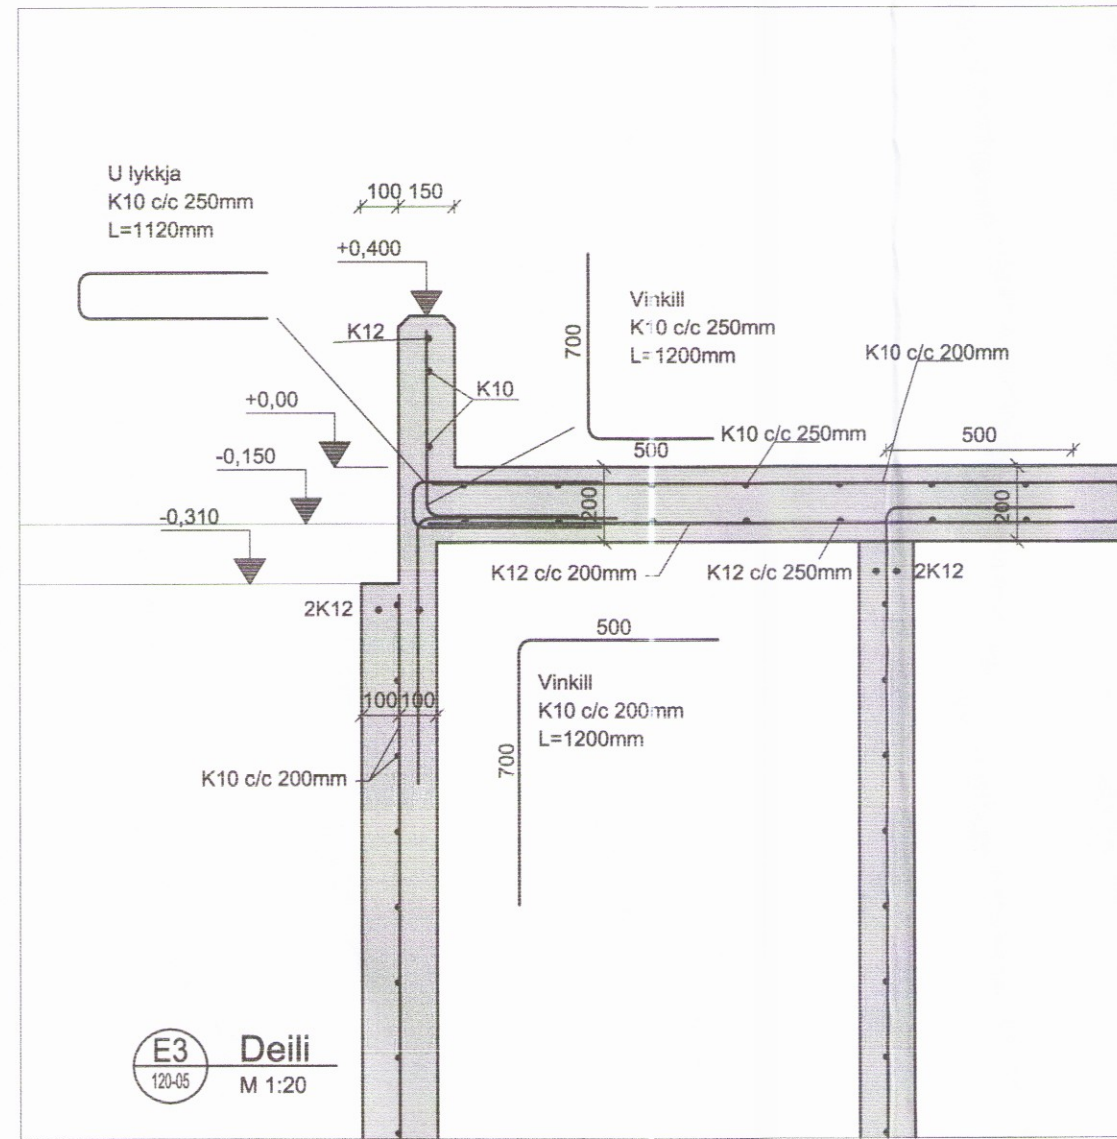 U lykkja
K10 c/c 250mm
L=1120mm
100 150
+0,400
K12
K10
+0,00
-0,150
-0,310
700
Vinkill
K10 c/c 250mm
L=1200mm
500
K10 c/c 200mm
K10 c/c 250mm
500
200
200
K12 c/c 200mm
K12 c/c 250mm
2K12
2K12
500
Vinkill
K10 c/c 200mm
L=1200mm
700
100 100
K10 c/c 200mm
E3
120-05
Deili
M 1:20